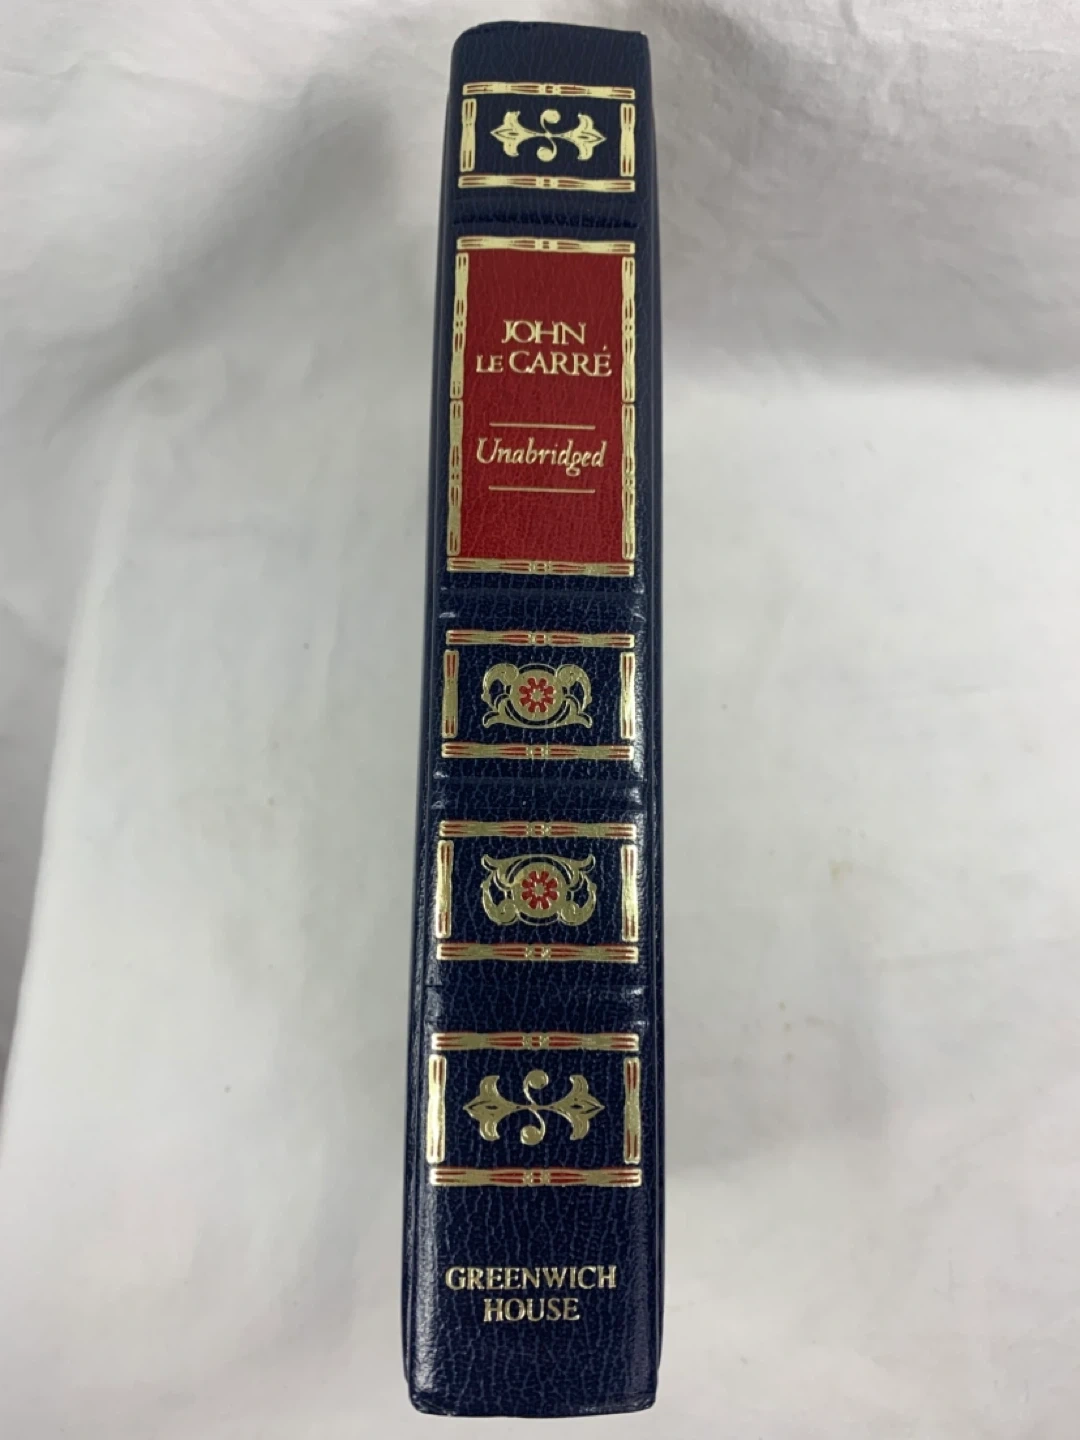 JOHN
LE CARRÉ
Unabridged
GREENWICH
HOUSE